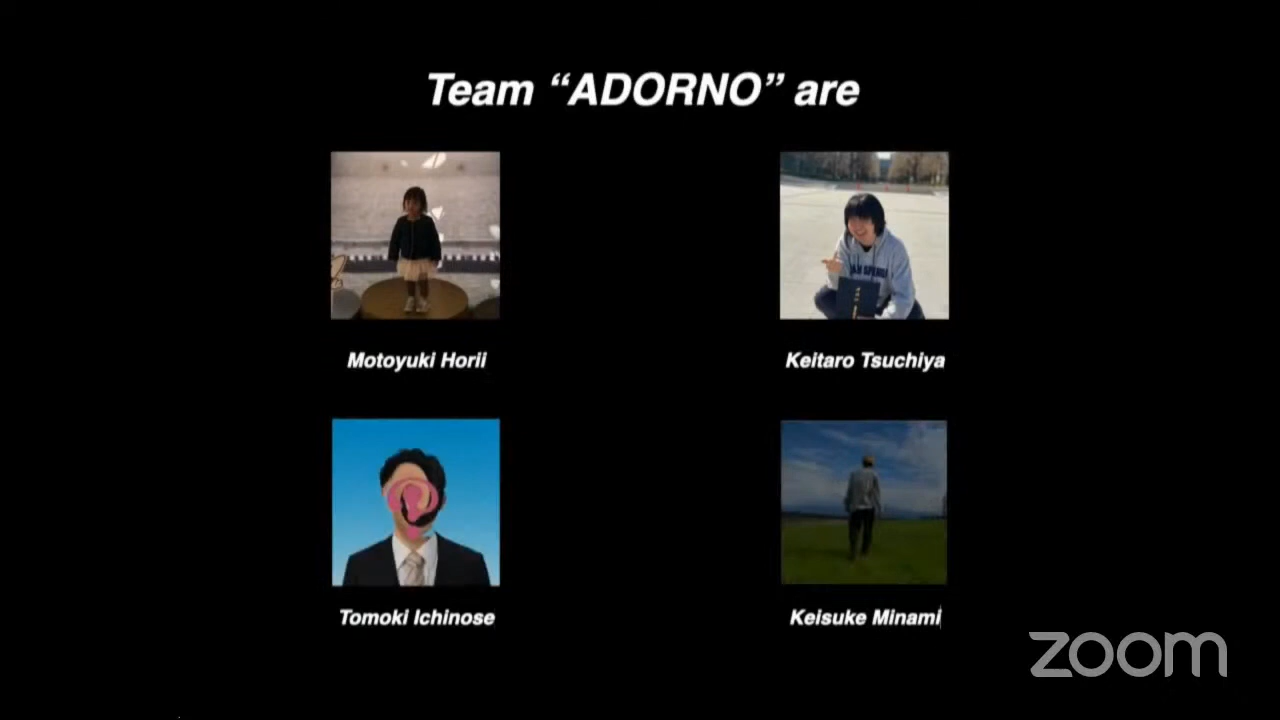 Team “ADORNO” are
Motoyuki Horii
Keitaro Tsuchiya
Tomoki Ichinose
Keisuke Minami
zoom